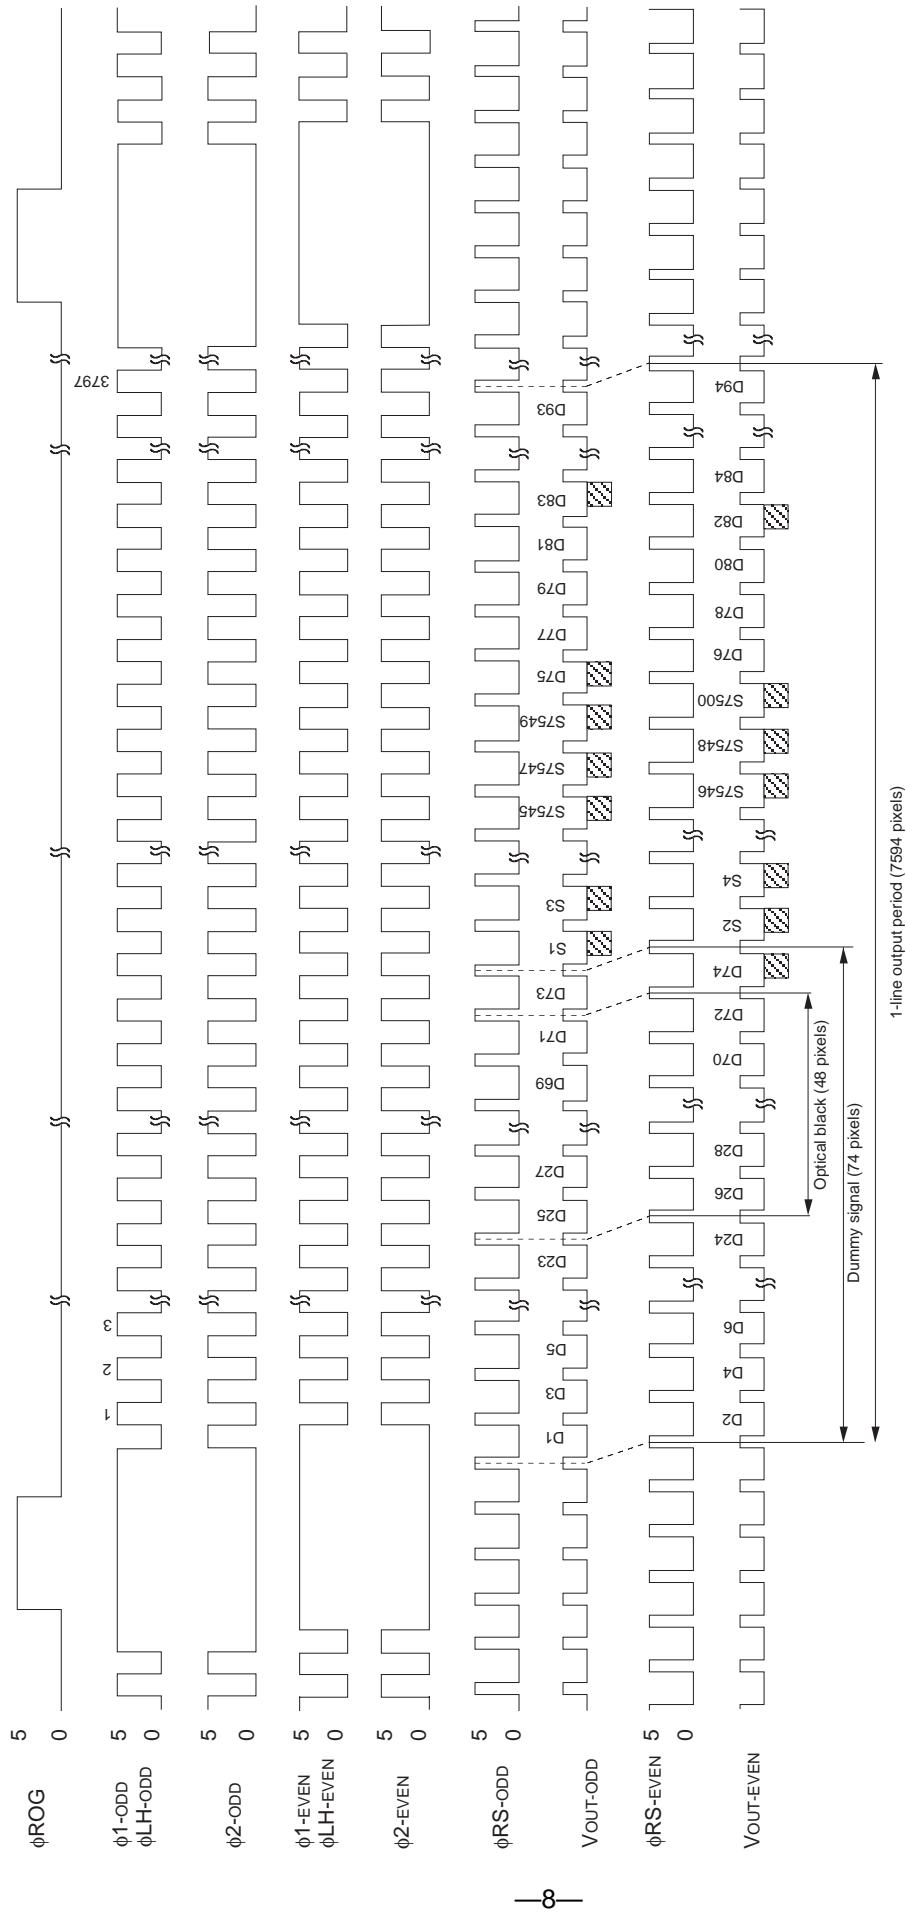 φROG
5
0
φ1-ODD
φLH-ODD
5
0
1
2
3
3797
φ2-ODD
5
0
φ1-EVEN
φLH-EVEN
5
0
φ2-EVEN
5
0
φRS-ODD
5
0
VOUT-ODD
D1
D3
D5
D23
D25
D27
D69
D71
D73
S1
S3
S7545
S7547
S7549
D75
D77
D79
D81
D83
D93
φRS-EVEN
5
0
VOUT-EVEN
D2
D4
D6
D24
D26
D28
D70
D72
D74
S2
S4
S7546
S7548
S7500
D76
D78
D80
D82
D84
D94
Optical black (48 pixels)
Dummy signal (74 pixels)
1-line output period (7594 pixels)
—8—